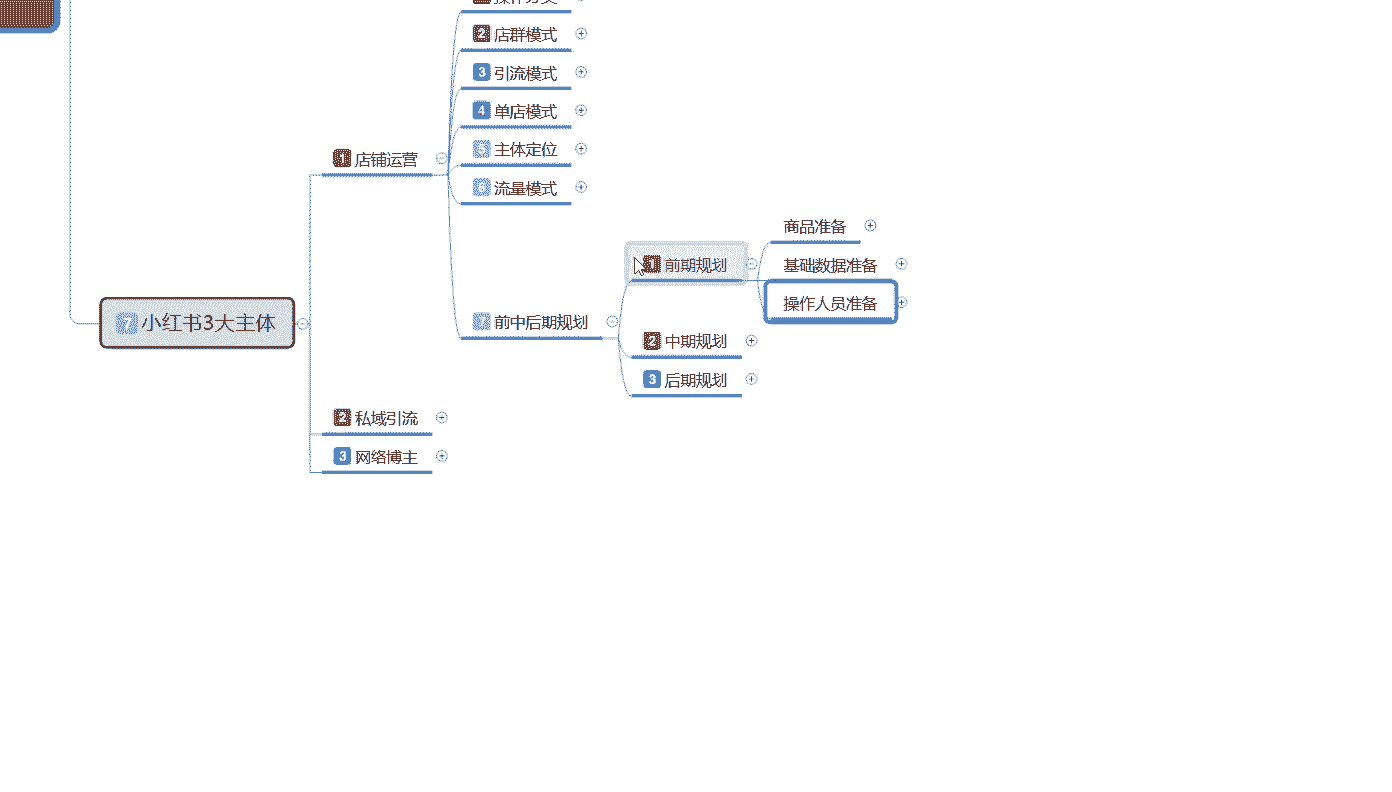 2 店群模式
3 引流模式
4 单店模式
1 店铺运营
5 主体定位
6 流量模式
商品准备
1 前期规划
基础数据准备
操作人员准备
7 小红书3大主体
7 前中后期规划
2 中期规划
3 后期规划
2 私域引流
3 网络博主